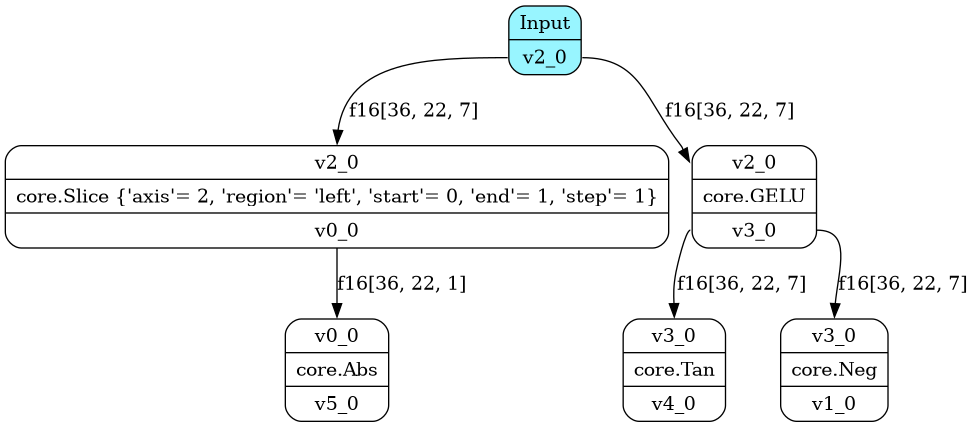 Input
v2_0
f16[36, 22, 7]
f16[36, 22, 7]
v2_0
core.Slice {'axis'= 2, 'region'= 'left', 'start'= 0, 'end'= 1, 'step'= 1}
v0_0
v2_0
core.GELU
v3_0
f16[36, 22, 1]
f16[36, 22, 7]
f16[36, 22, 7]
v0_0
core.Abs
v5_0
v3_0
core.Tan
v4_0
v3_0
core.Neg
v1_0